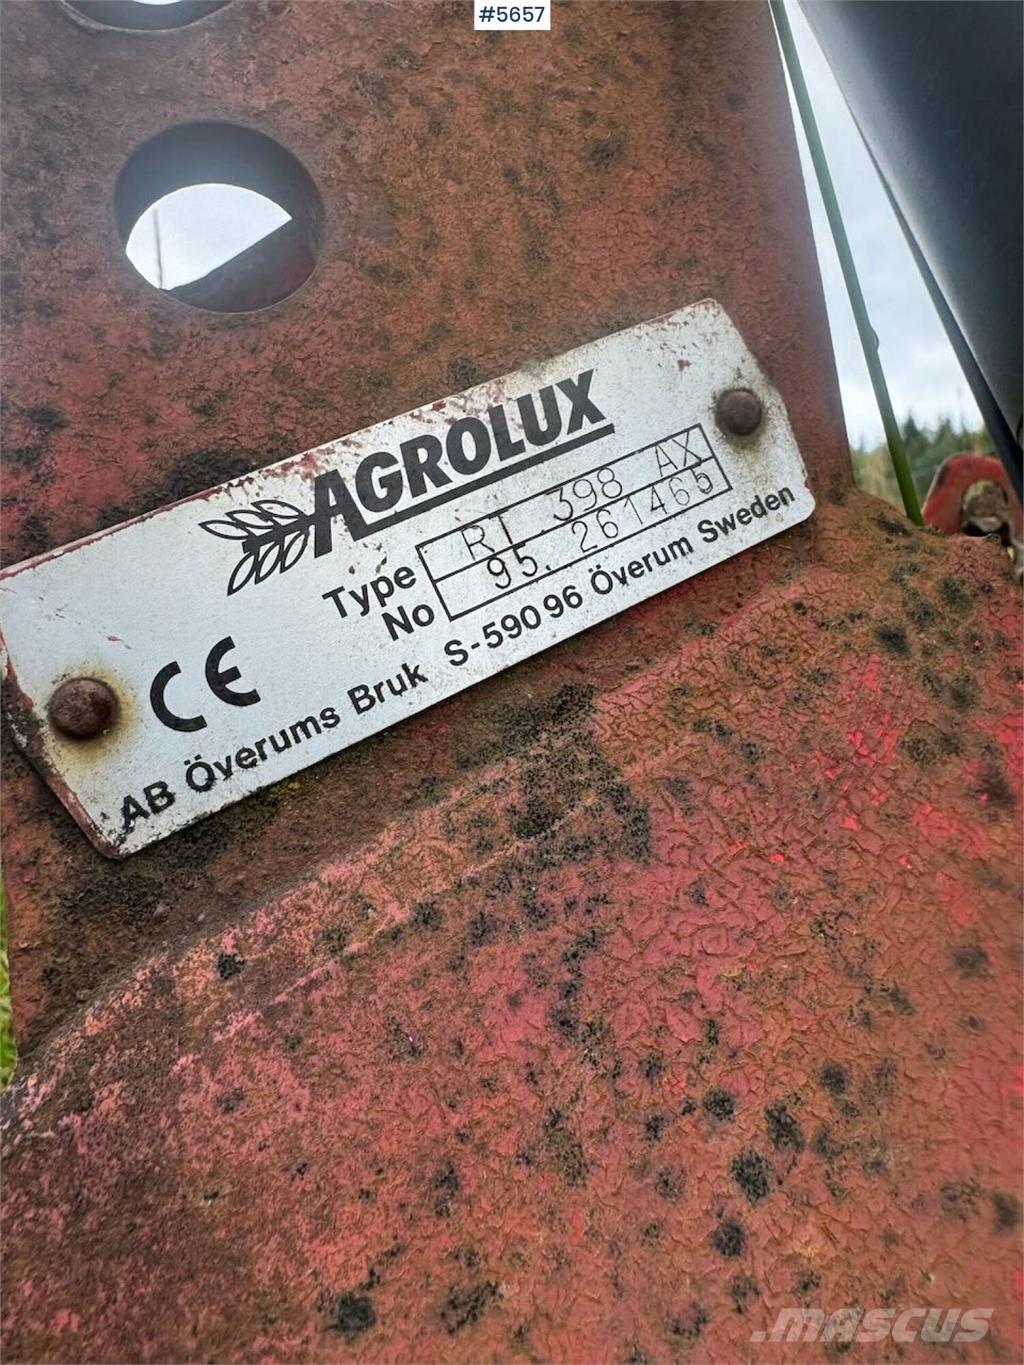 #5657
AGROLUX
Type RT 398 AX
No 95. 261465
CE
AB Överums Bruk S-590 96 Överum Sweden
.mascus